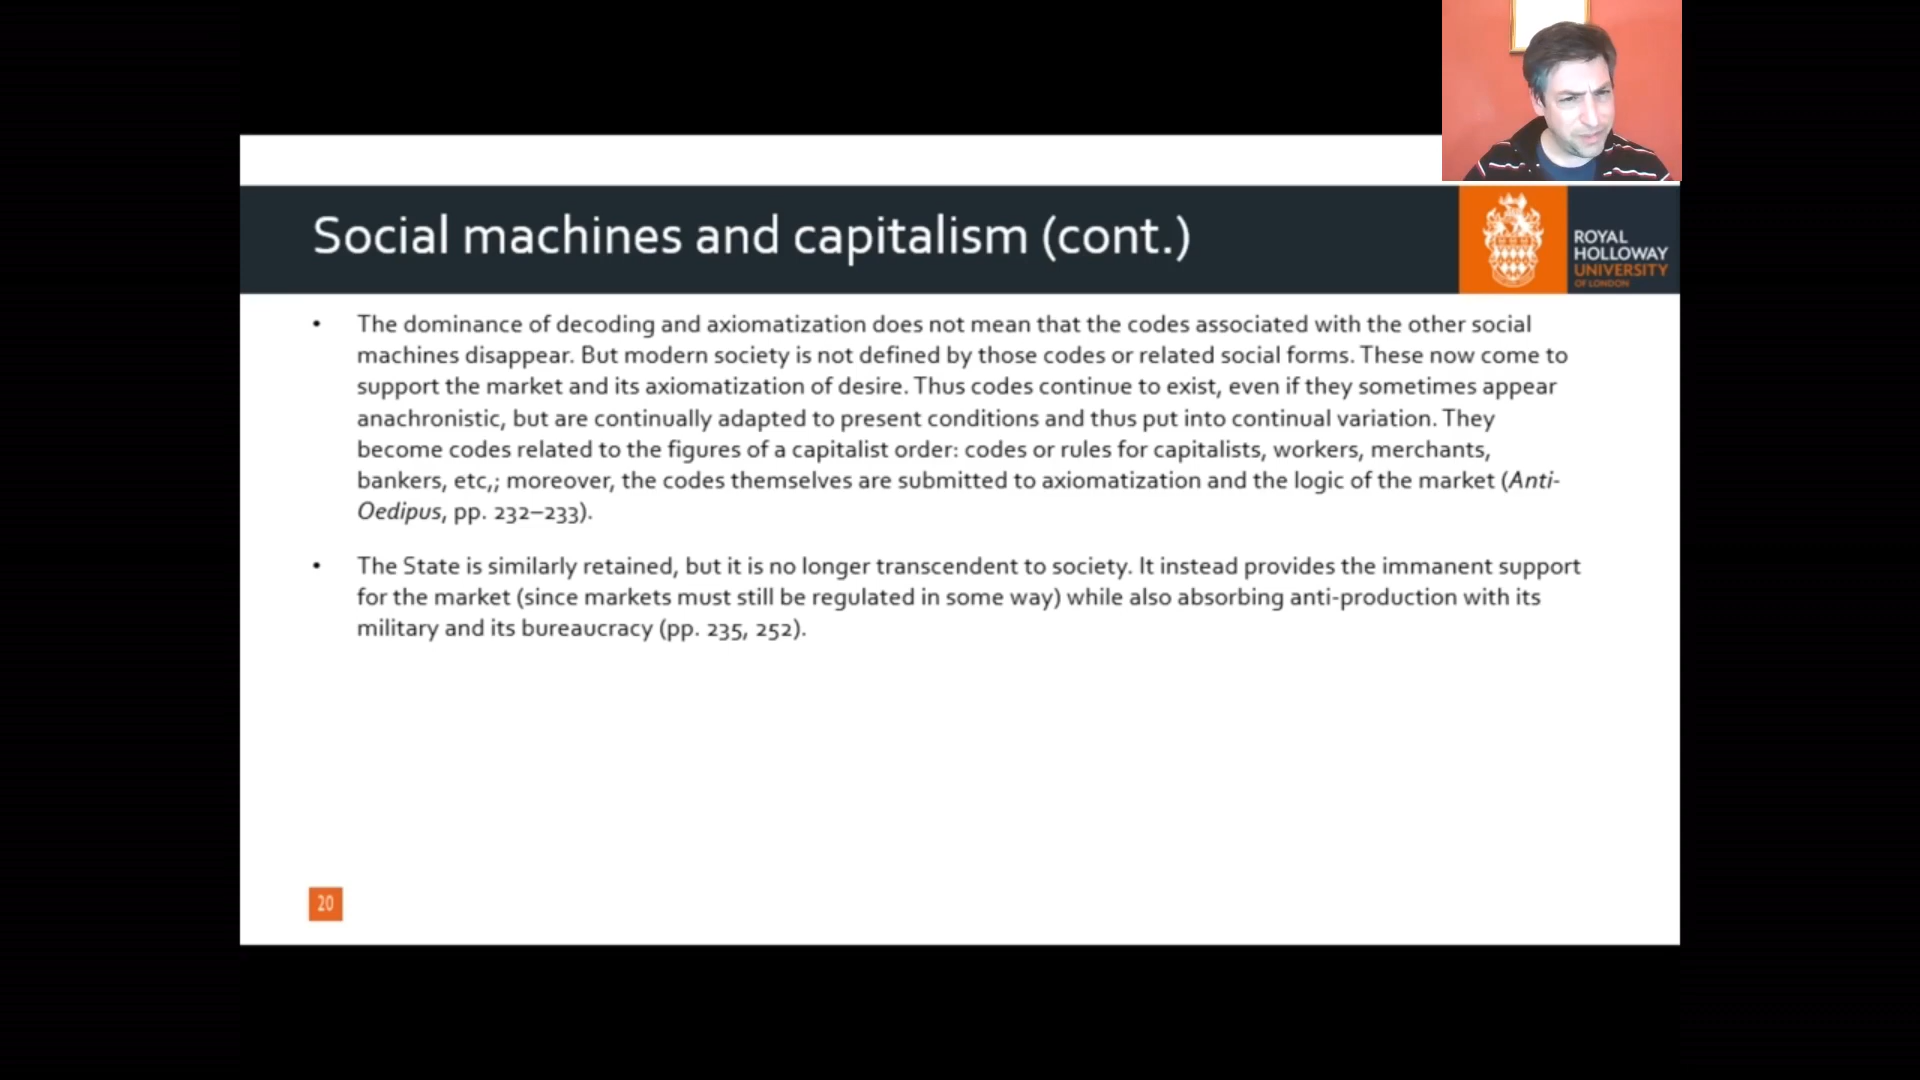 Social machines and capitalism (cont.)
ROYAL
HOLLOWAY
UNIVERSITY
OF LONDON
• The dominance of decoding and axiomatization does not mean that the codes associated with the other social
machines disappear. But modern society is not defined by those codes or related social forms. These now come to
support the market and its axiomatization of desire. Thus codes continue to exist, even if they sometimes appear
anachronistic, but are continually adapted to present conditions and thus put into continual variation. They
become codes related to the figures of a capitalist order: codes or rules for capitalists, workers, merchants,
bankers, etc,; moreover, the codes themselves are submitted to axiomatization and the logic of the market (Anti-
Oedipus, pp. 232–233).
• The State is similarly retained, but it is no longer transcendent to society. It instead provides the immanent support
for the market (since markets must still be regulated in some way) while also absorbing anti-production with its
military and its bureaucracy (pp. 235, 252).
20